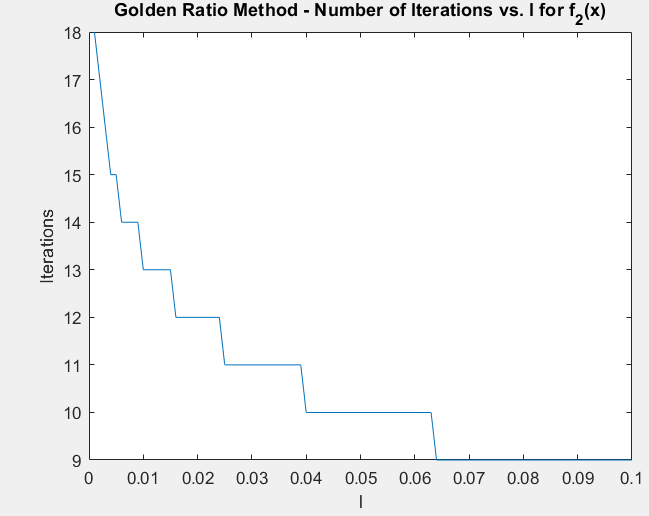 Golden Ratio Method - Number of Iterations vs. l for f2(x)
18
17
16
15
14
13
12
11
10
9
Iterations
0 0.01 0.02 0.03 0.04 0.05 0.06 0.07 0.08 0.09 0.1
l